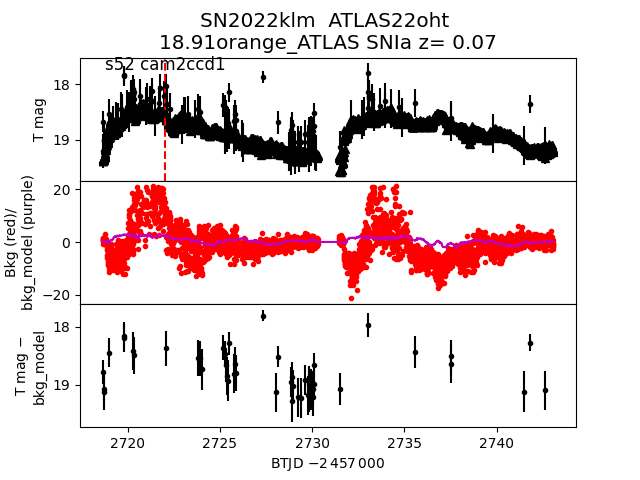 SN2022klm  ATLAS22oht
18.91orange_ATLAS SNIa z= 0.07
s52 cam2ccd1
T mag
18
19
Bkg (red)/
bkg_model (purple)
20
0
−20
T mag −
bkg_model
18
19
2720
2725
2730
2735
2740
BTJD −2 457 000